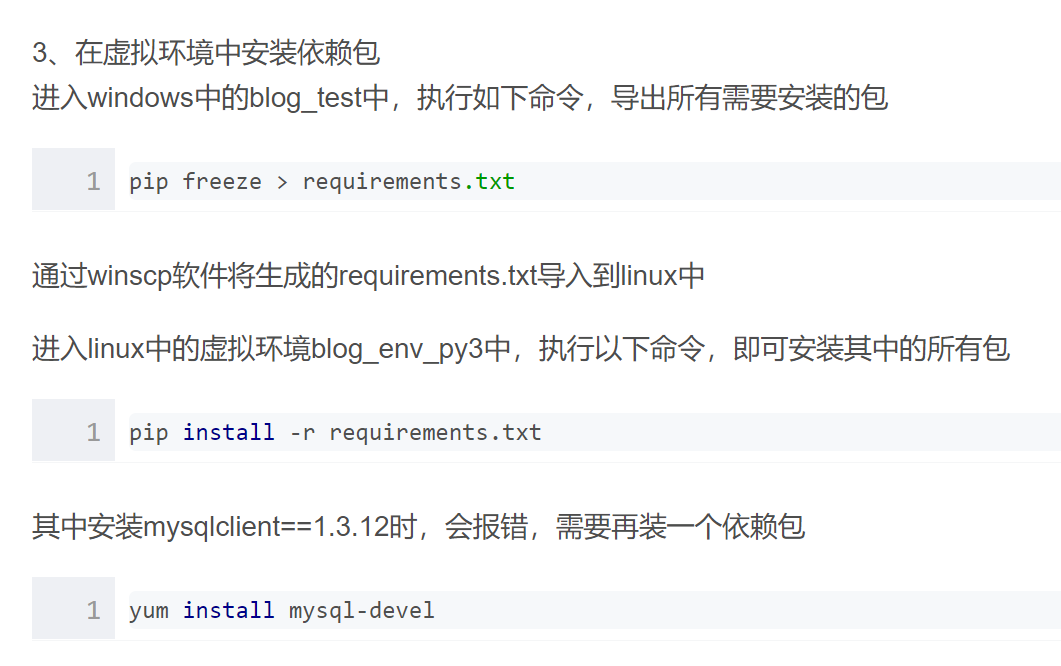 3、在虚拟环境中安装依赖包
进入windows中的blog_test中，执行如下命令，导出所有需要安装的包
1 pip freeze > requirements.txt
通过winscp软件将生成的requirements.txt导入到linux中
进入linux中的虚拟环境blog_env_py3中，执行以下命令，即可安装其中的所有包
1 pip install -r requirements.txt
其中安装mysqlclient==1.3.12时，会报错，需要再装一个依赖包
1 yum install mysql-devel